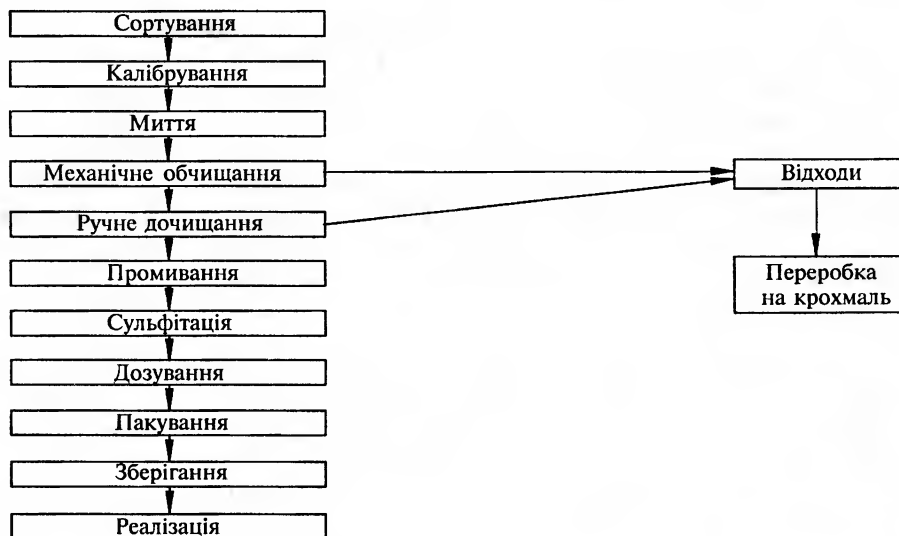 Сортування
Калібрування
Миття
Механічне обчищання
Відходи
Ручне дочищання
Промивання
Переробка
на крохмаль
Сульфітація
Дозування
Пакування
Зберігання
Реалізація